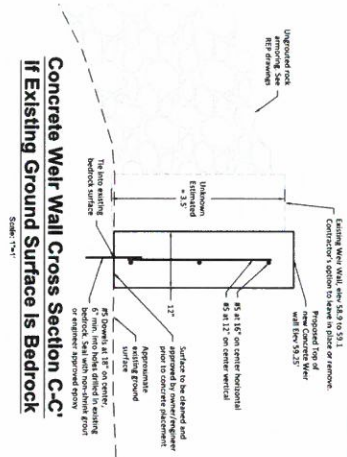 Existing Weir Wall, elev 58.9 to 59.1
Contractor's option to leave in place or remove.
Proposed Top of
new Concrete Weir
wall Elev 59.25'
Ungrouted rock
armoring. See
REP drawings
Unknown
Estimated
≈ 3.5'
#5 at 16" on center horizontal
#5 at 12" on center vertical
12"
Tie into existing
bedrock surface
Surface to be cleaned and
approved by owner/engineer
prior to concrete placement
Approximate
existing ground
surface
#5 Dowels at 18" on center,
6" min. into holes drilled in existing
bedrock. Seal with non-shrink grout
or engineer approved epoxy
Concrete Weir Wall Cross Section C-C'
If Existing Ground Surface Is Bedrock
Scale: 1"=1'